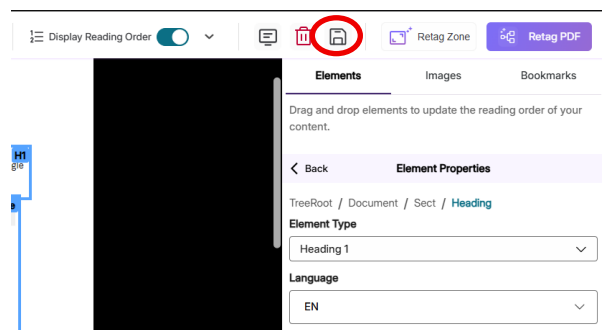 Display Reading Order
Retag Zone
Retag PDF
Elements
Images
Bookmarks
Drag and drop elements to update the reading order of your
content.
H1
gle
Back
Element Properties
TreeRoot / Document / Sect / Heading
Element Type
Heading 1
Language
EN